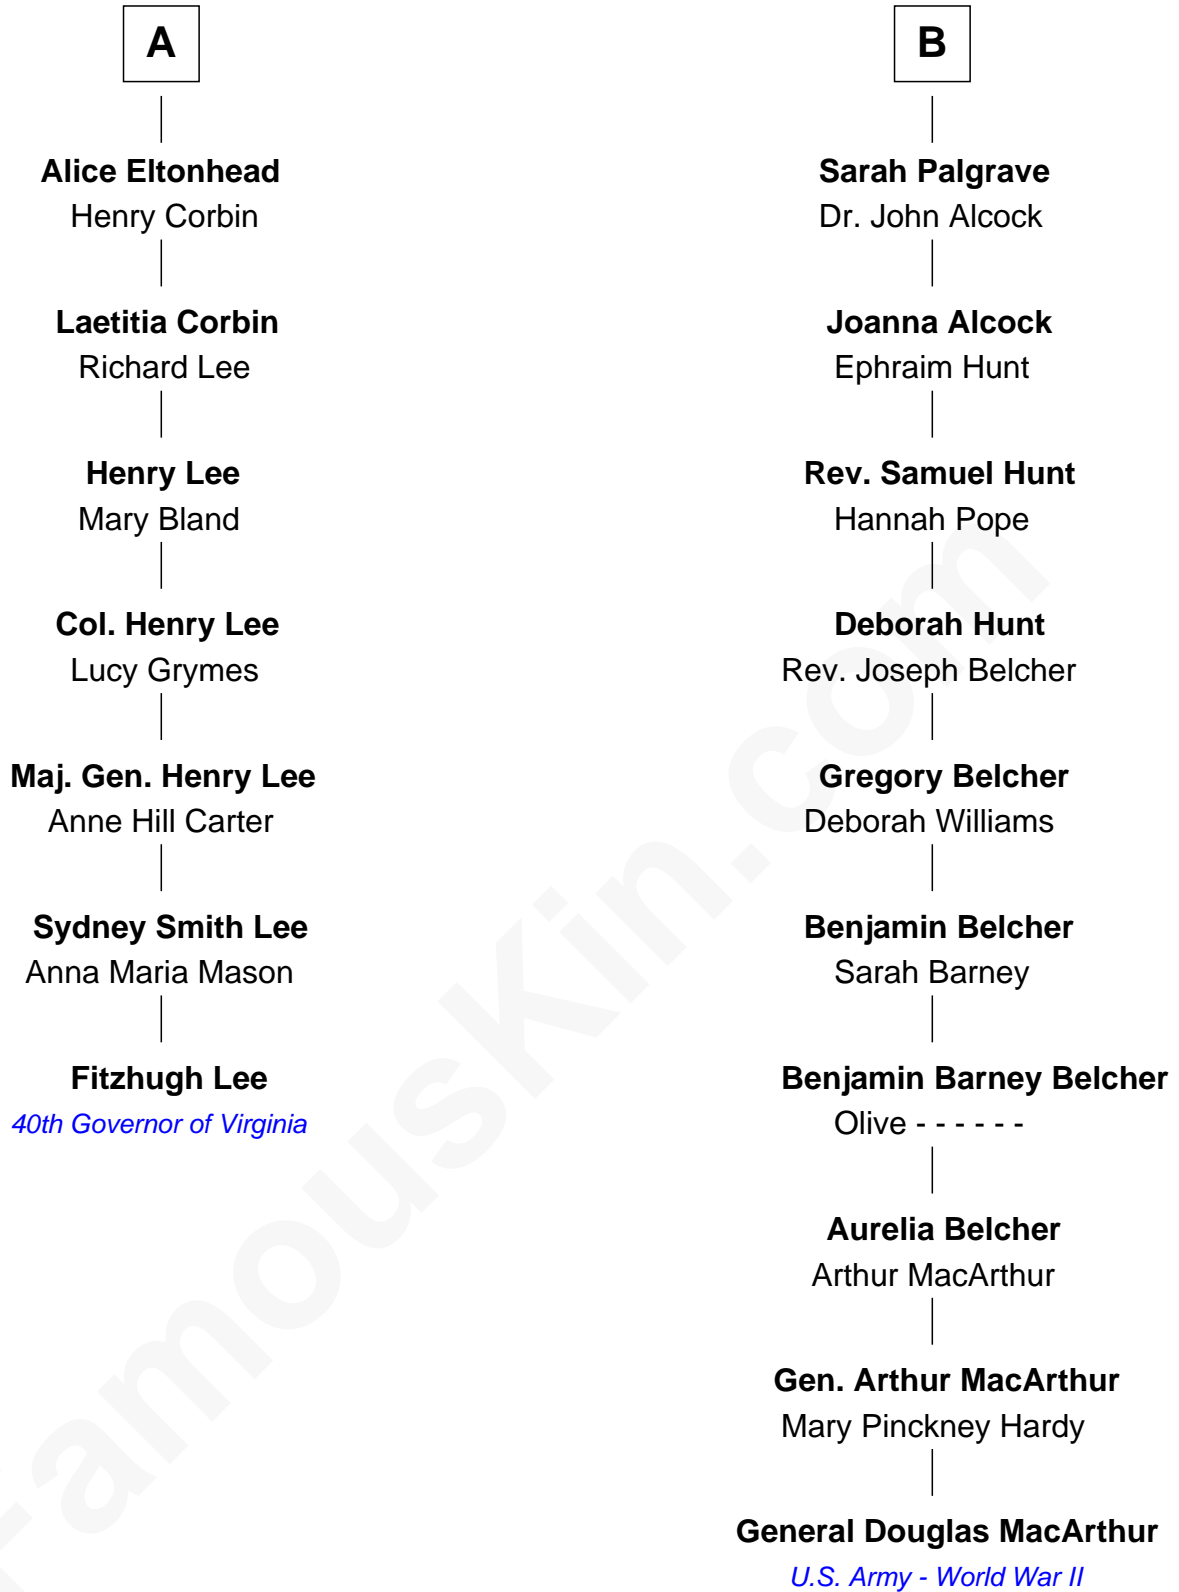 A
Alice Eltonhead
Henry Corbin
Laetitia Corbin
Richard Lee
Henry Lee
Mary Bland
Col. Henry Lee
Lucy Grymes
Maj. Gen. Henry Lee
Anne Hill Carter
Sydney Smith Lee
Anna Maria Mason
Fitzhugh Lee
40th Governor of Virginia
B
Sarah Palgrave
Dr. John Alcock
Joanna Alcock
Ephraim Hunt
Rev. Samuel Hunt
Hannah Pope
Deborah Hunt
Rev. Joseph Belcher
Gregory Belcher
Deborah Williams
Benjamin Belcher
Sarah Barney
Benjamin Barney Belcher
Olive - - - - - -
Aurelia Belcher
Arthur MacArthur
Gen. Arthur MacArthur
Mary Pinckney Hardy
General Douglas MacArthur
U.S. Army - World War II
FamousKin.com